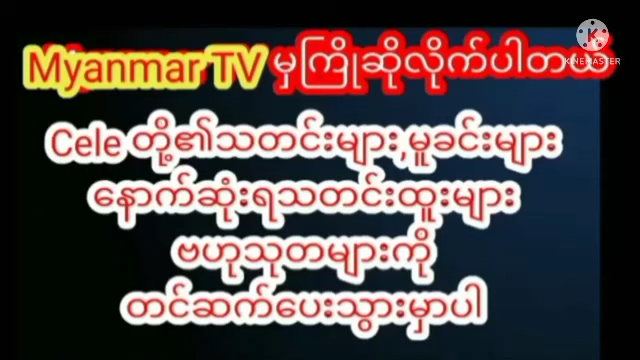 Myanmar TV မှကြိုဆိုလိုက်ပါတယ်
KINEMASTER
Cele တို့၏သတင်းများ,မူခင်းများ
နောက်ဆုံးရသတင်းထူးများ
ဗဟုသုတများကို
တင်ဆက်ပေးသွားမှာပါ